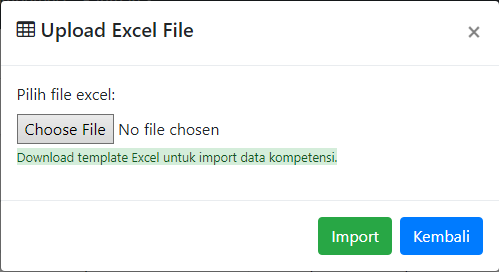 Upload Excel File
×
Pilih file excel:
Choose File No file chosen
Download template Excel untuk import data kompetensi.
Import Kembali